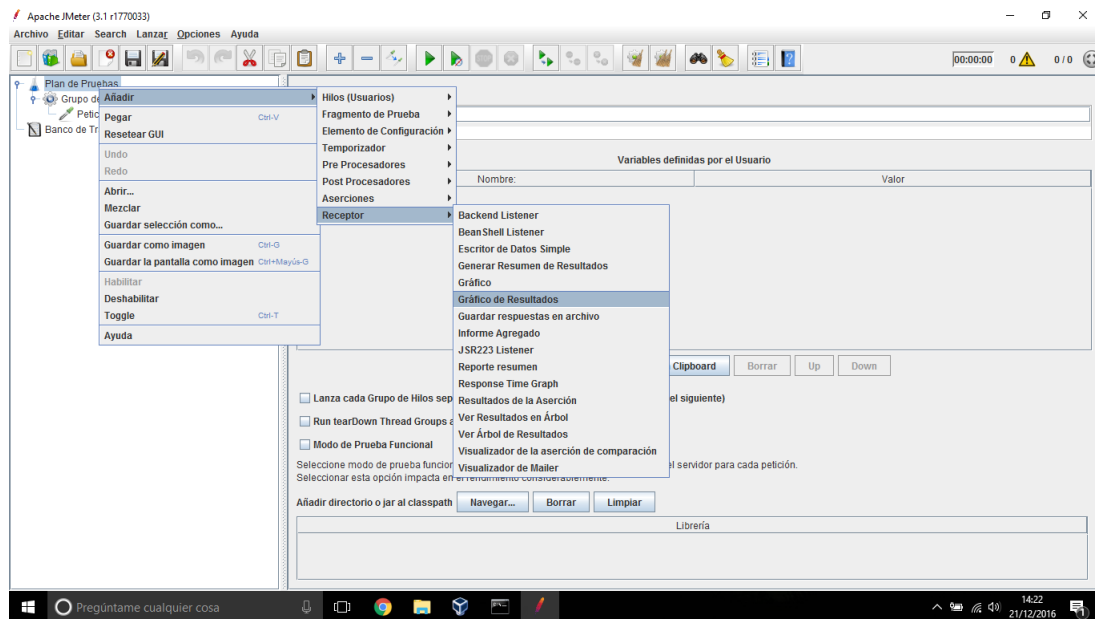 Apache JMeter (3.1 r1770033)
Archivo Editar Search Lanzar Opciones Ayuda
00:00:00 0 0 / 0
Plan de Pruebas
Grupo de
Petic
Banco de Tr
Añadir
Pegar Ctrl-V
Resetear GUI
Undo
Redo
Abrir...
Mezclar
Guardar selección como...
Guardar como imagen Ctrl-G
Guardar la pantalla como imagen Ctrl+Mayús-G
Habilitar
Deshabilitar
Toggle Ctrl-T
Ayuda
Hilos (Usuarios)
Fragmento de Prueba
Elemento de Configuración
Temporizador
Pre Procesadores
Post Procesadores
Aserciones
Receptor
Backend Listener
BeanShell Listener
Escritor de Datos Simple
Generar Resumen de Resultados
Gráfico
Gráfico de Resultados
Guardar respuestas en archivo
Informe Agregado
JSR223 Listener
Reporte resumen
Response Time Graph
Resultados de la Aserción
Ver Resultados en Árbol
Ver Árbol de Resultados
Visualizador de la aserción de comparación
Visualizador de Mailer
Variables definidas por el Usuario
Nombre: Valor
Clipboard Borrar Up Down
Lanza cada Grupo de Hilos sep el siguiente)
Run tearDown Thread Groups a
Modo de Prueba Funcional
Seleccione modo de prueba funcion el servidor para cada petición.
Seleccionar esta opción impacta en el rendimiento considerablemente.
Añadir directorio o jar al classpath Navegar... Borrar Limpiar
Librería
Pregúntame cualquier cosa
14:22
21/12/2016